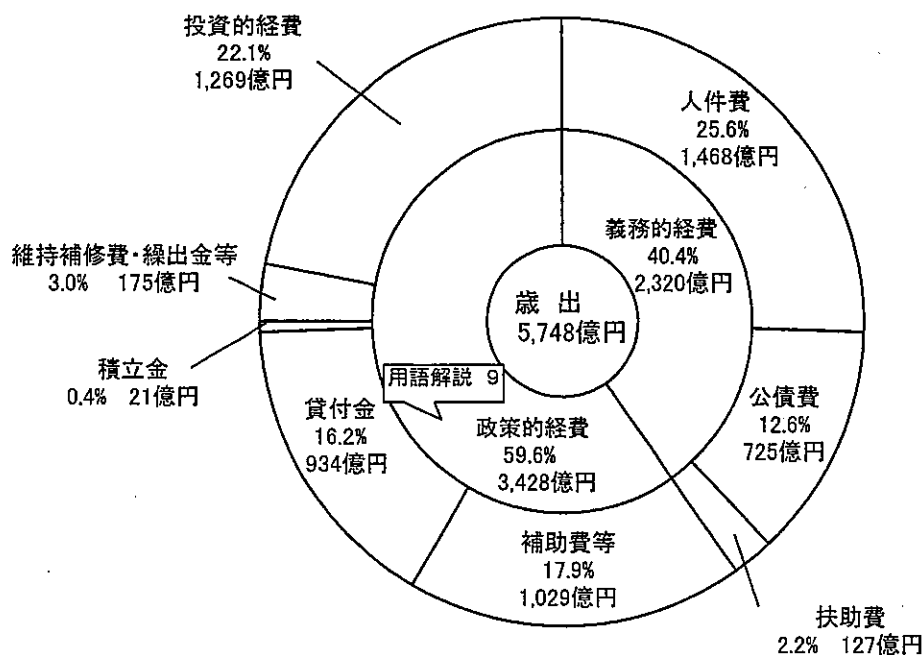 投資的経費
22.1%
1,269億円
人件費
25.6%
1,468億円
義務的経費
40.4%
2,320億円
維持補修費・繰出金等
3.0% 175億円
歳 出
5,748億円
積立金
0.4% 21億円
用語解説 9
貸付金
16.2%
934億円
政策的経費
59.6%
3,428億円
公債費
12.6%
725億円
補助費等
17.9%
1,029億円
扶助費
2.2% 127億円